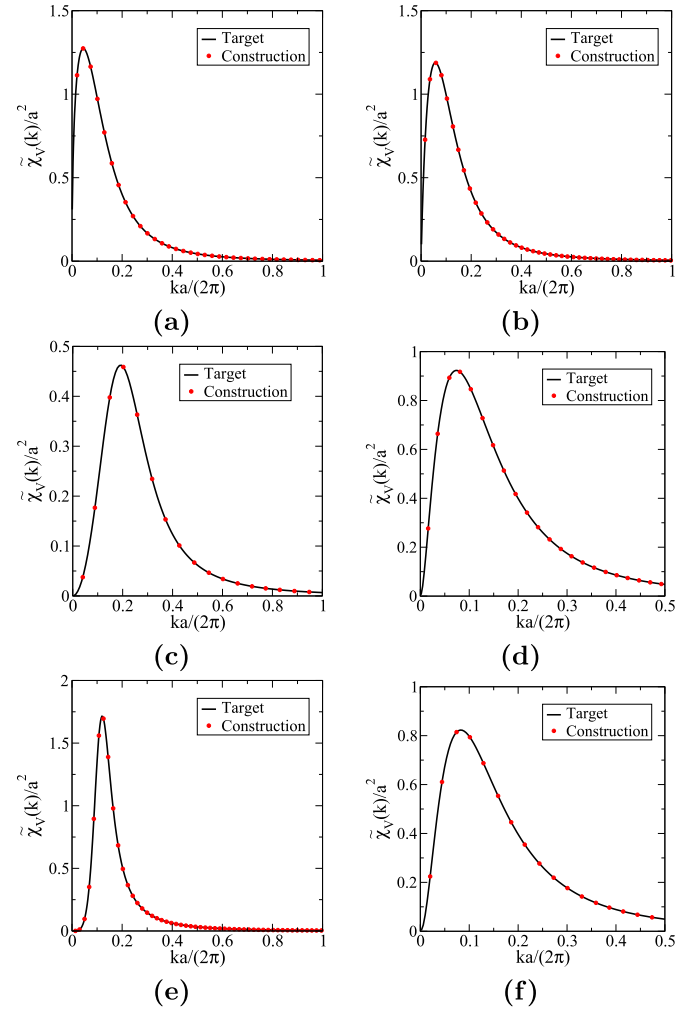 1.5
1
0.5
0
0 0.2 0.4 0.6 0.8 1
χ̃_V(k)/a²
ka/(2π)
Target
Construction
(a)
1.5
1
0.5
0
0 0.2 0.4 0.6 0.8 1
χ̃_V(k)/a²
ka/(2π)
Target
Construction
(b)
0.5
0.4
0.3
0.2
0.1
0
0 0.2 0.4 0.6 0.8 1
χ̃_V(k)/a²
ka/(2π)
Target
Construction
(c)
1
0.8
0.6
0.4
0.2
0
0 0.1 0.2 0.3 0.4 0.5
χ̃_V(k)/a²
ka/(2π)
Target
Construction
(d)
2
1.5
1
0.5
0
0 0.2 0.4 0.6 0.8 1
χ̃_V(k)/a²
ka/(2π)
Target
Construction
(e)
1
0.8
0.6
0.4
0.2
0
0 0.1 0.2 0.3 0.4 0.5
χ̃_V(k)/a²
ka/(2π)
Target
Construction
(f)